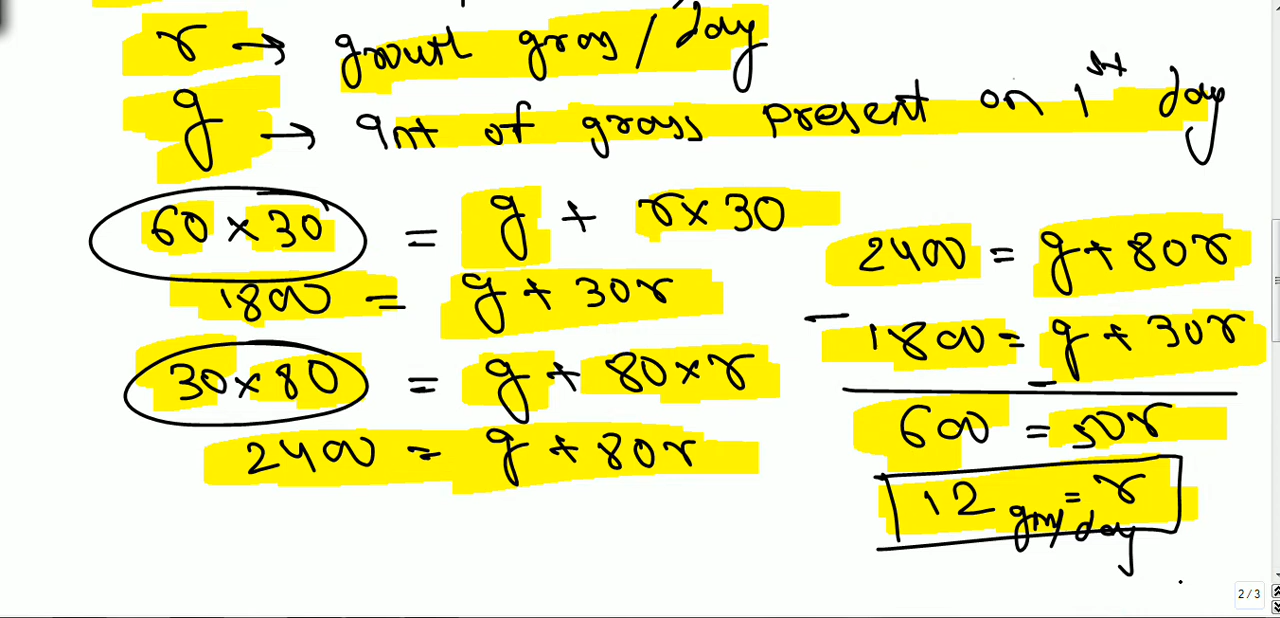 r → growth gras / day
g → Amt of grass present on 1st day
60 × 30 = g + r × 30
1800 = g + 30r
30 × 80 = g + 80 × r
2400 = g + 80r
2400 = g + 80r
- 1800 = g + 30r
600 = 50r
12 gm/day = r
2 / 3